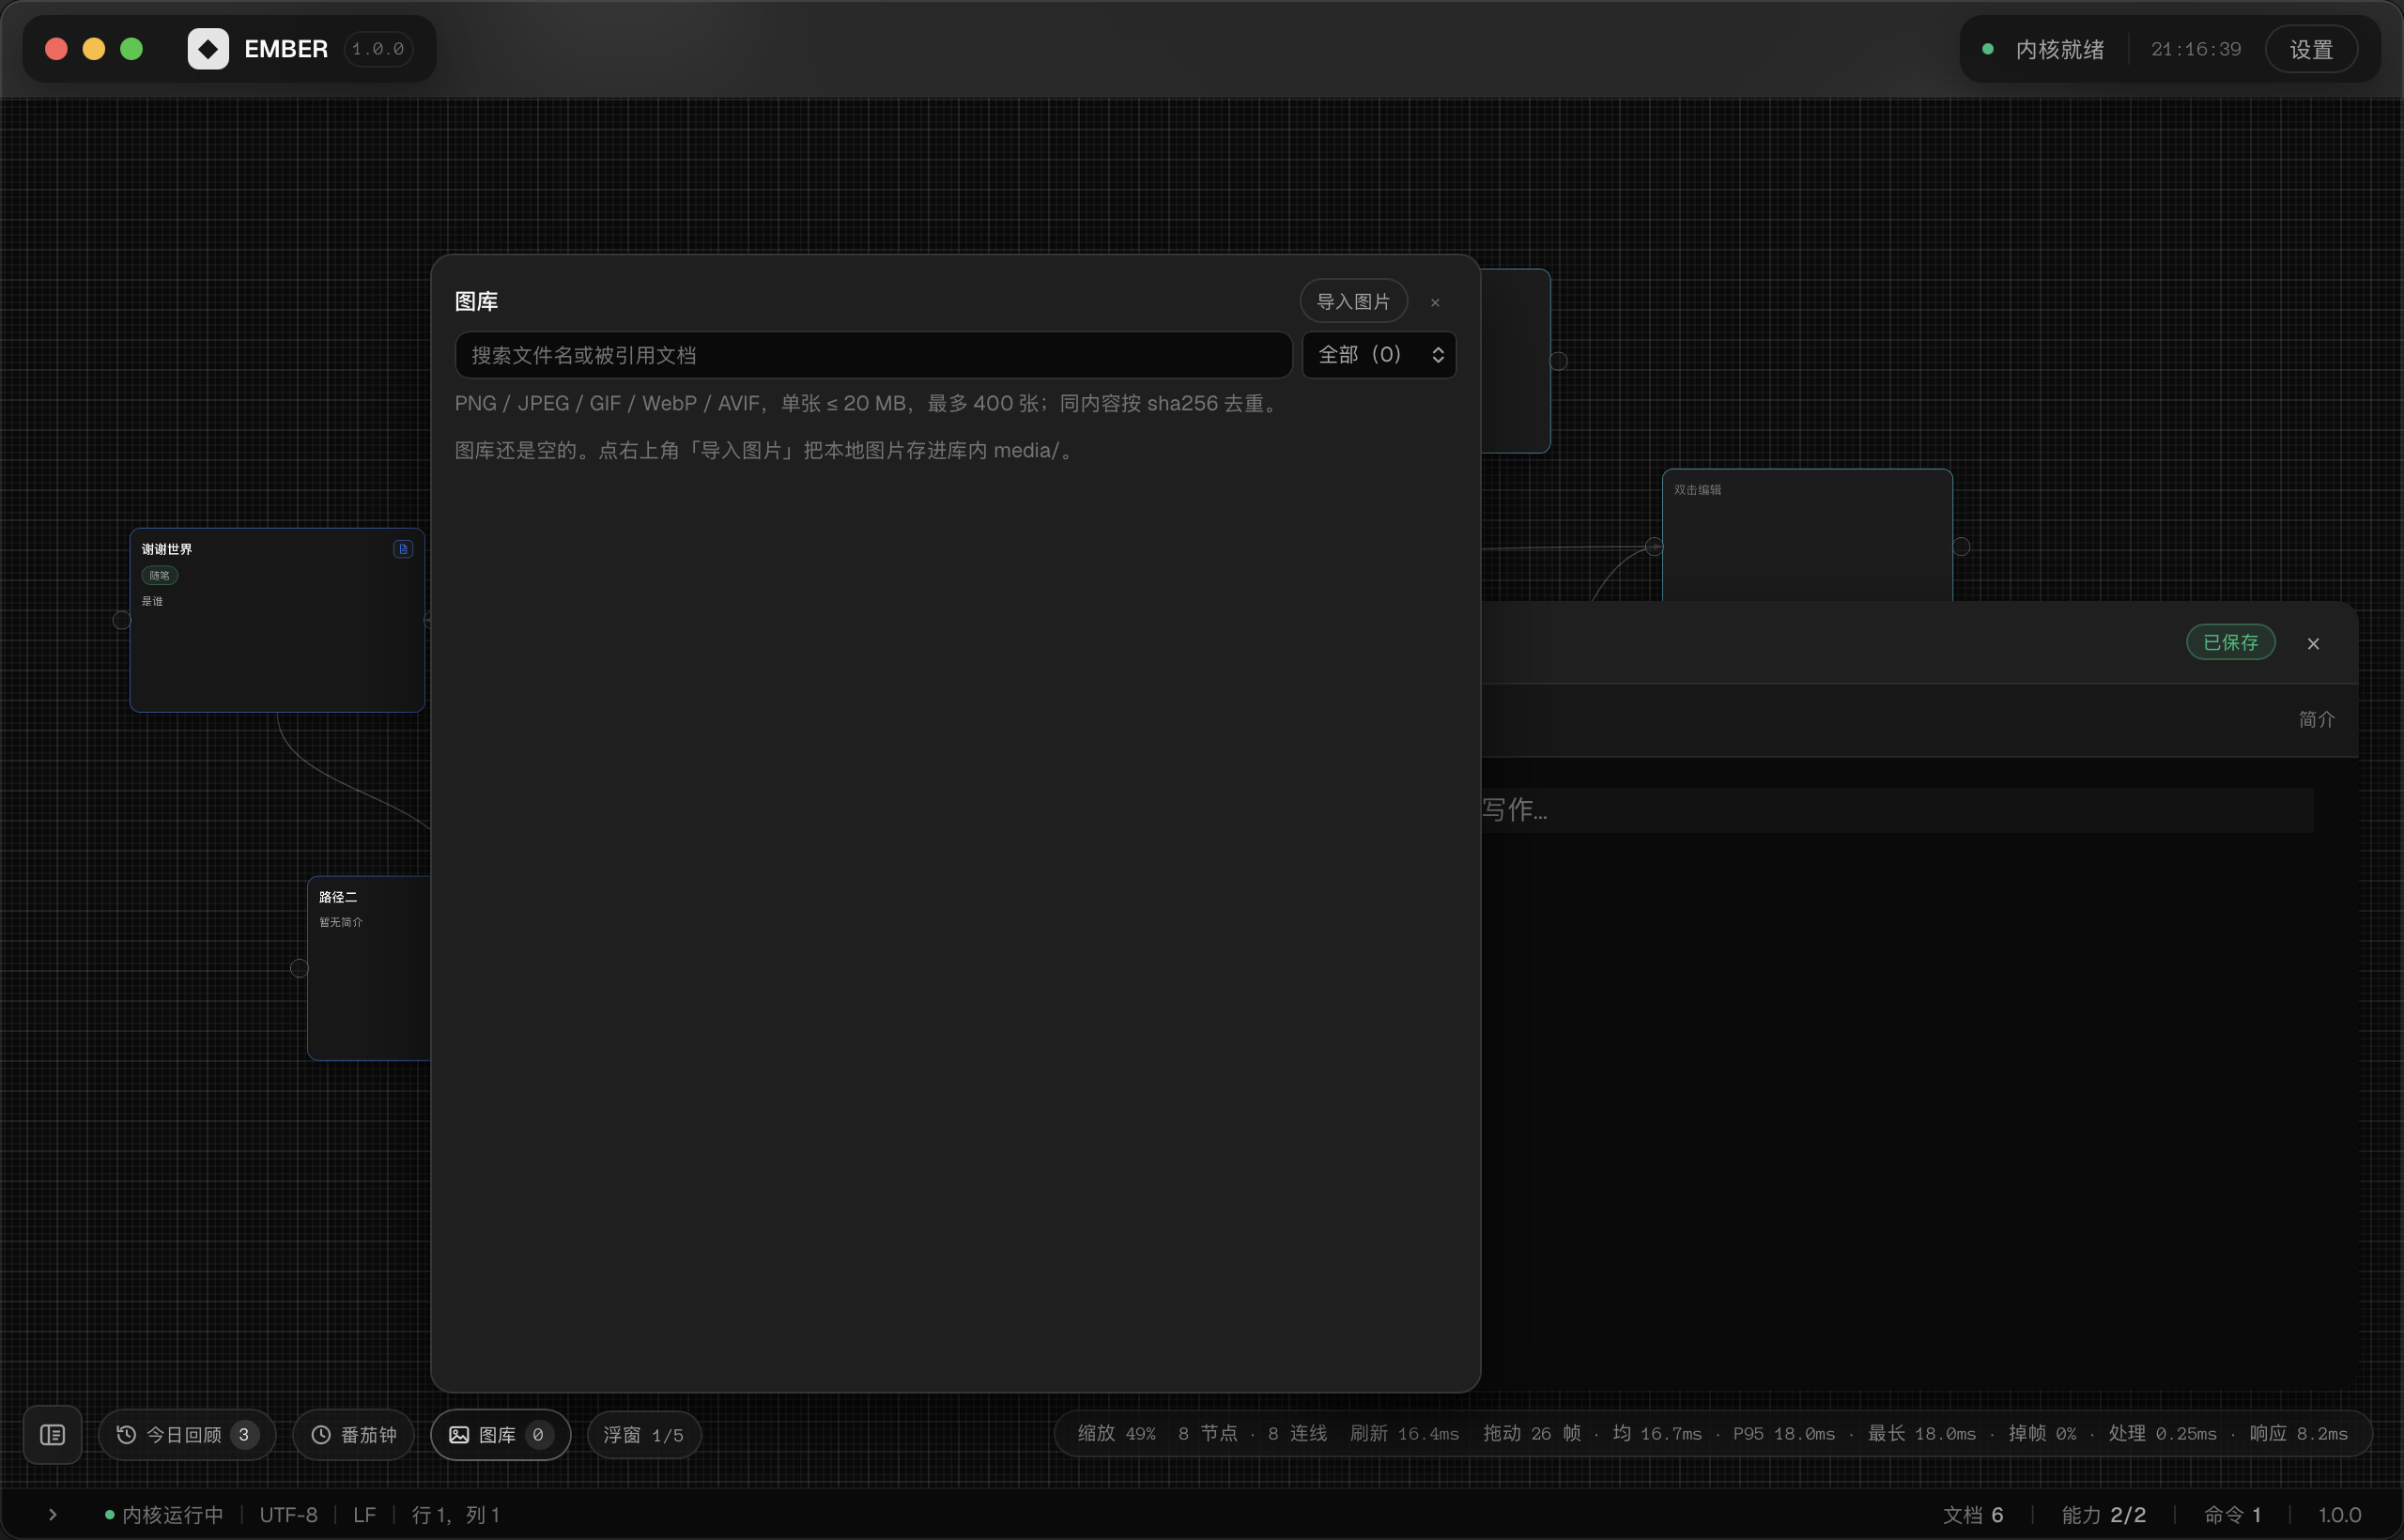 EMBER 1.0.0
内核就绪 21:16:39 设置
图库 导入图片 ×
搜索文件名或被引用文档 全部 (0)
PNG / JPEG / GIF / WebP / AVIF，单张 ≤ 20 MB，最多 400 张；同内容按 sha256 去重。
图库还是空的。点右上角「导入图片」把本地图片存进库内 media/。
双击编辑
谢谢世界
随笔
是谁
已保存 ×
简介
写作...
路径二
暂无简介
今日回顾 3 番茄钟 图库 0 浮窗 1/5
缩放 49% 8 节点 · 8 连线 刷新 16.4ms 拖动 26 帧 · 均 16.7ms · P95 18.0ms · 最长 18.0ms · 掉帧 0% · 处理 0.25ms · 响应 8.2ms
内核运行中 UTF-8 LF 行 1，列 1
文档 6 能力 2/2 命令 1 1.0.0